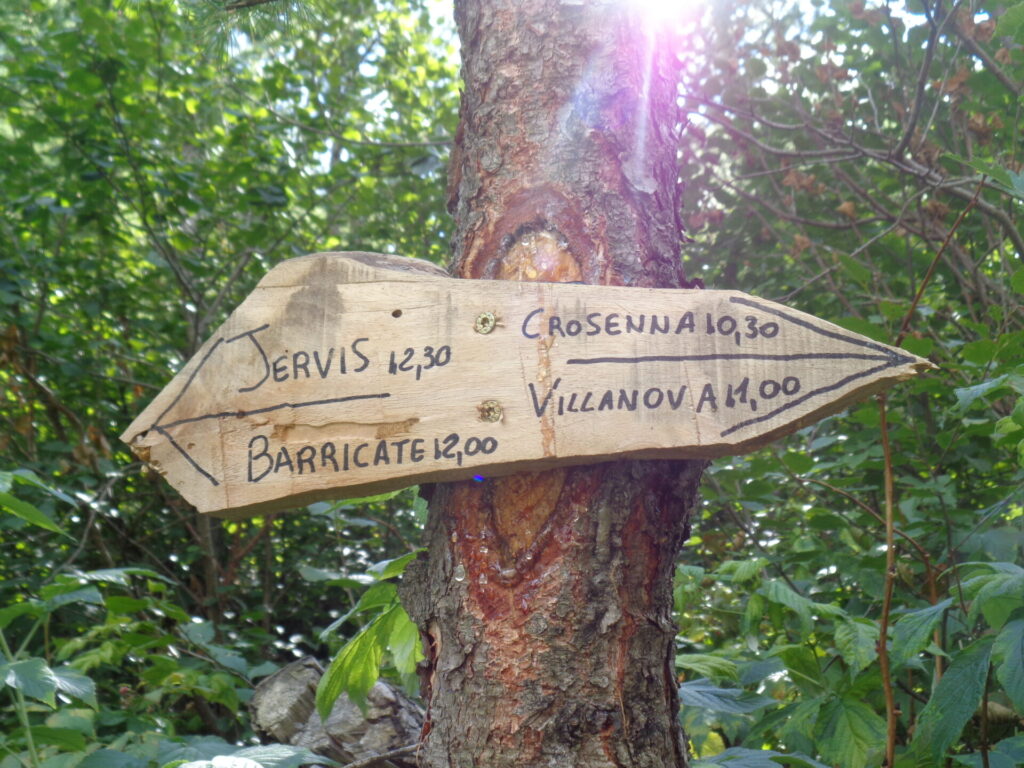 JERVIS 12,30
BARRICATE 12,00
CROSENNA 10,30
VILLANOVA 11,00